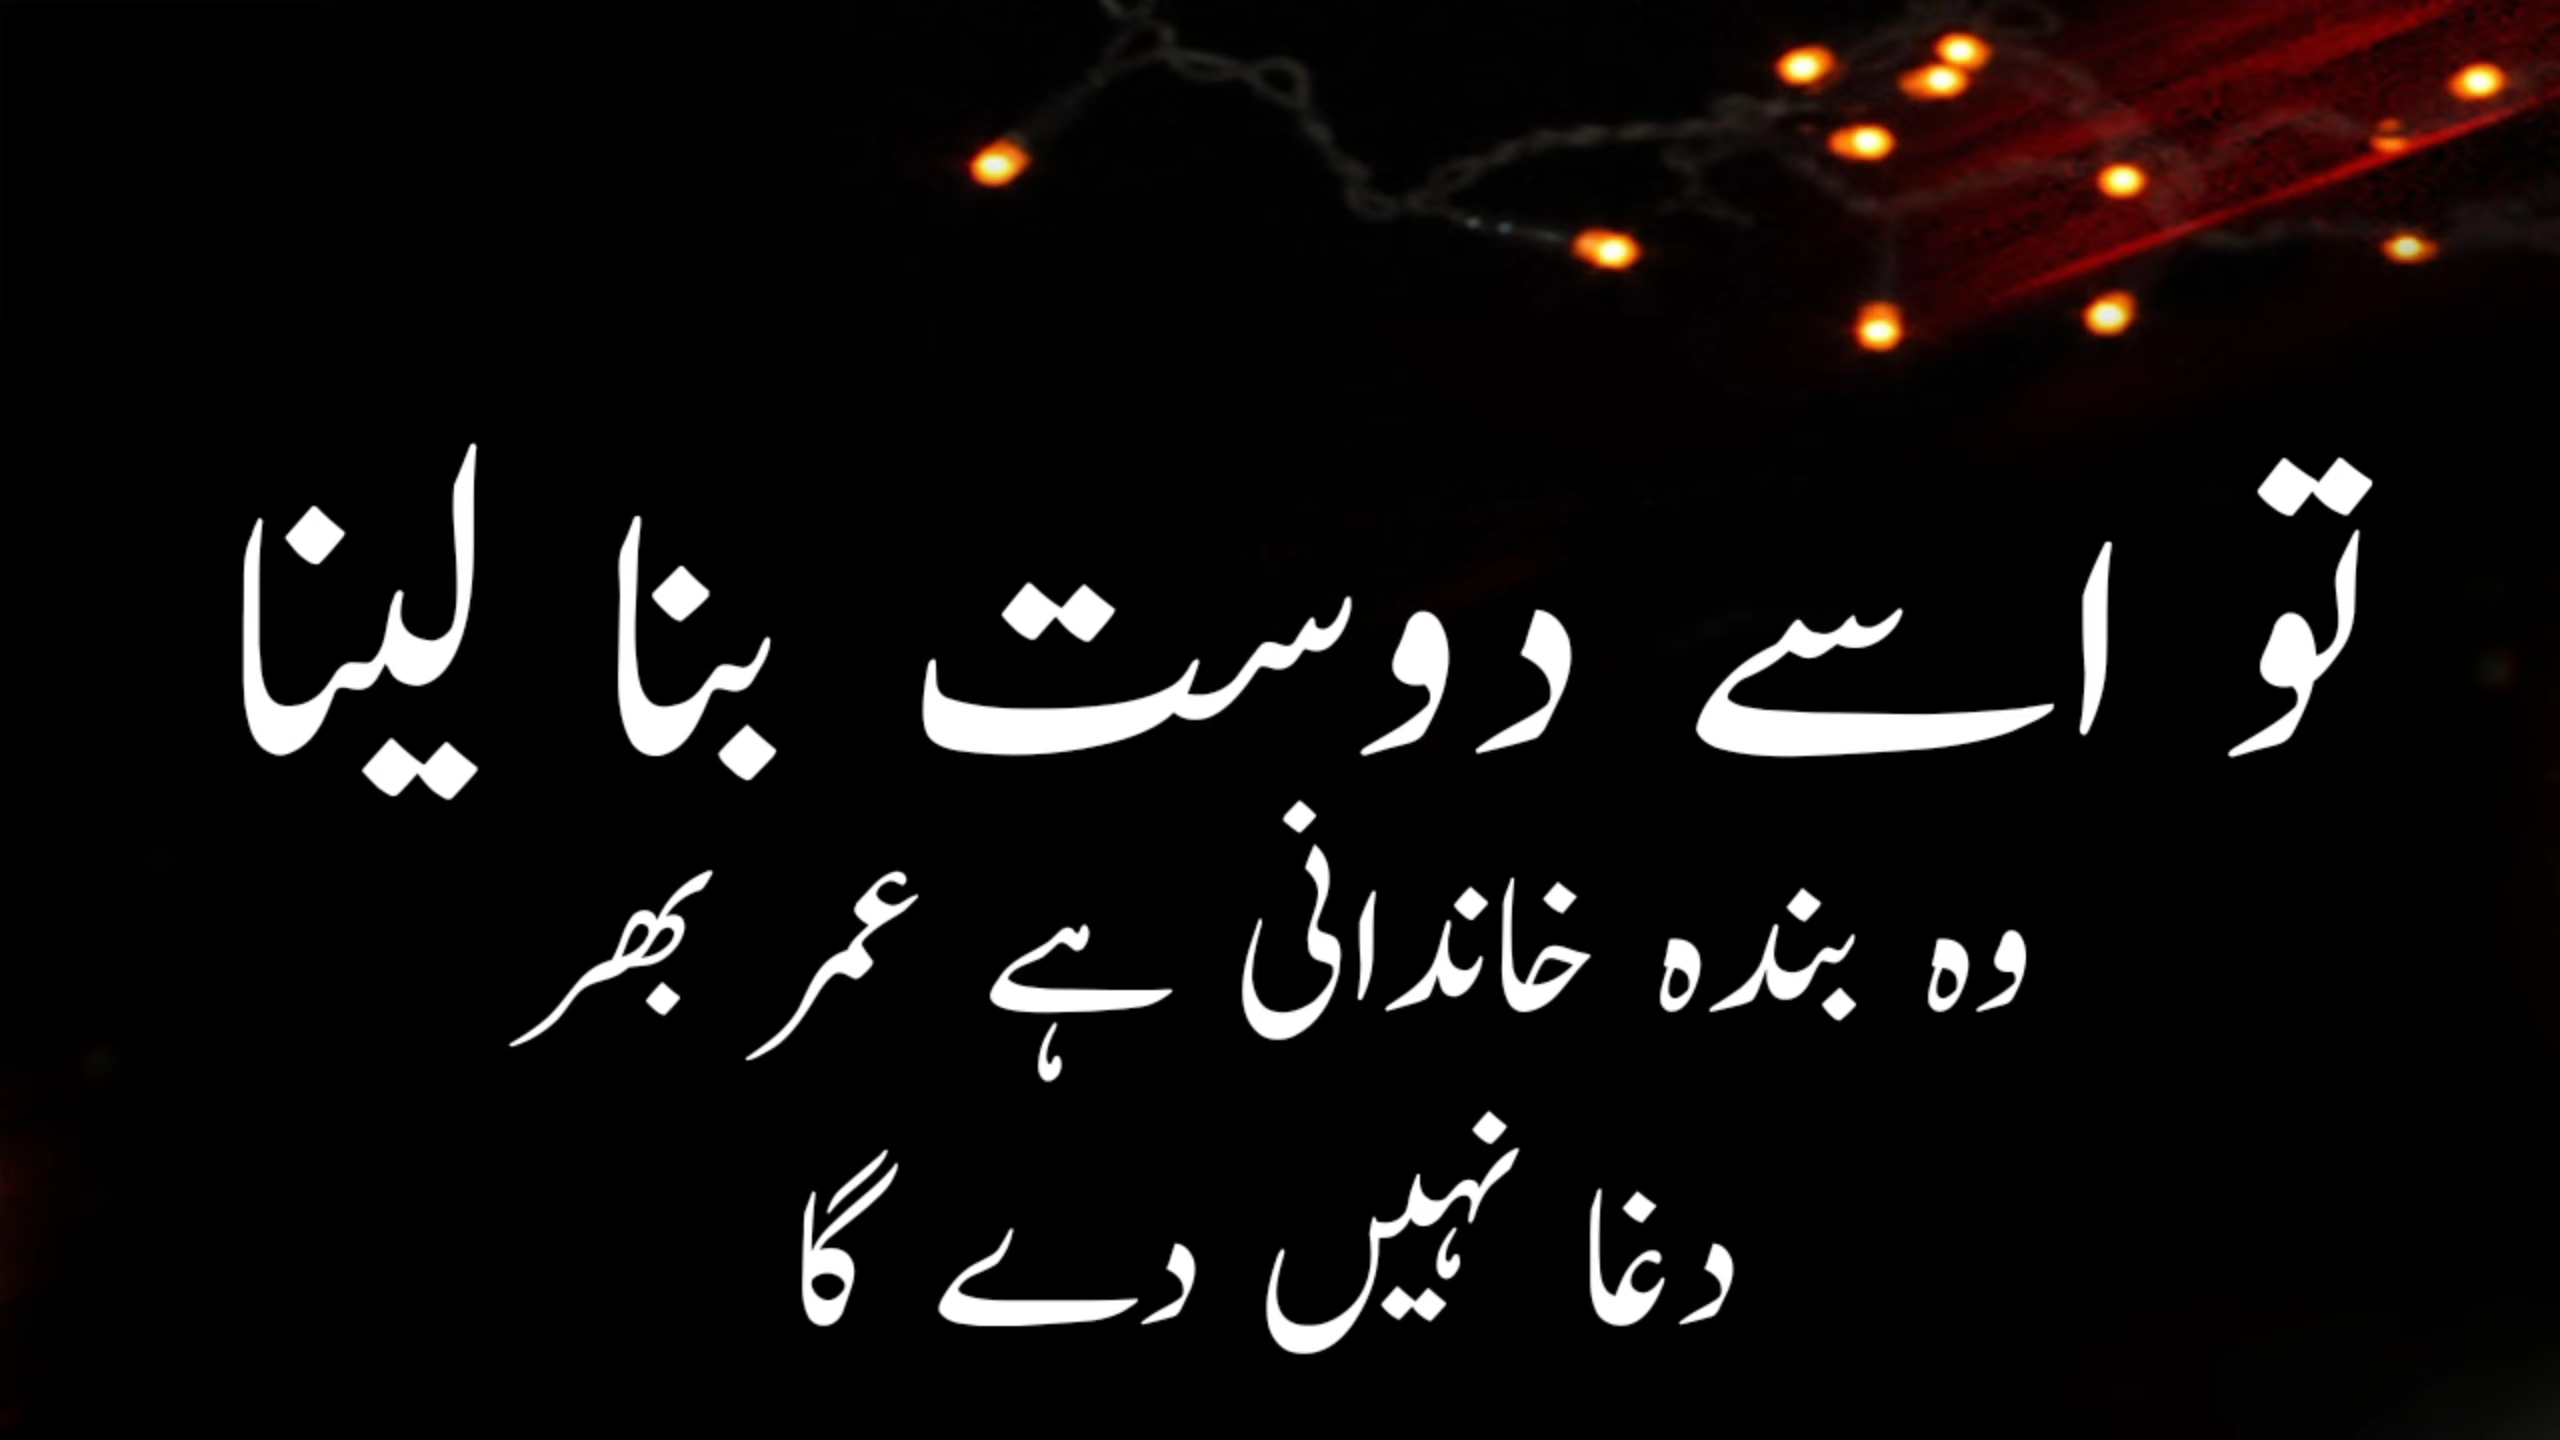 تو اسے دوست بنا لینا
وہ بندہ خاندانی ہے عمر بھر
دغا نہیں دے گا